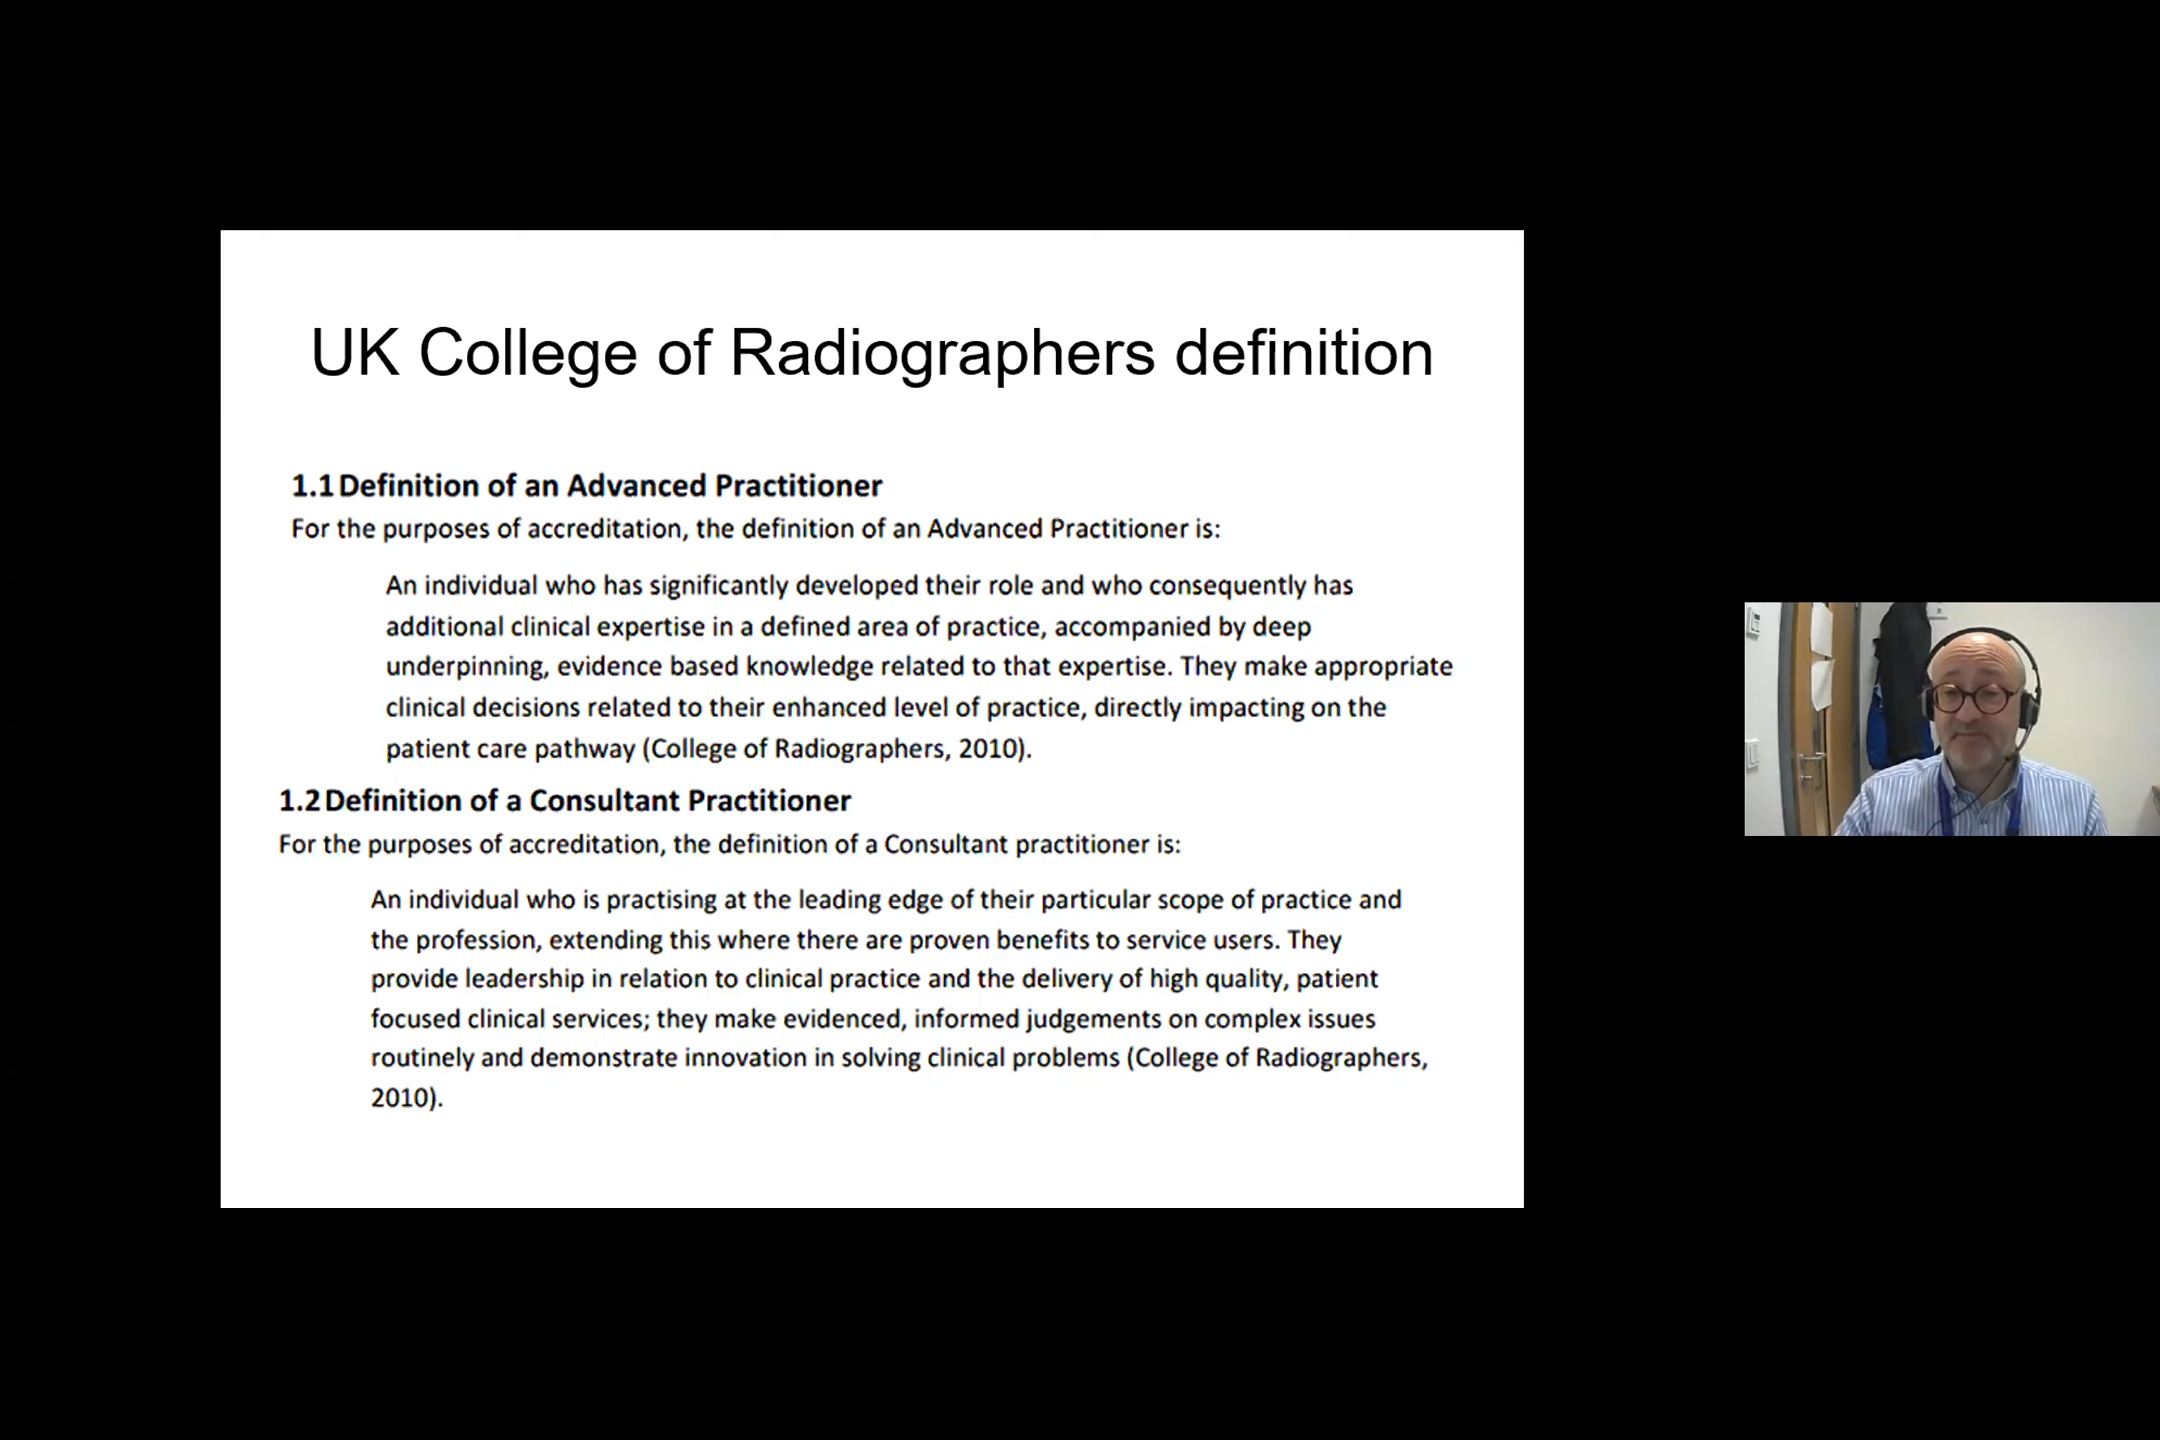 UK College of Radiographers definition
1.1 Definition of an Advanced Practitioner
For the purposes of accreditation, the definition of an Advanced Practitioner is:
An individual who has significantly developed their role and who consequently has
additional clinical expertise in a defined area of practice, accompanied by deep
underpinning, evidence based knowledge related to that expertise. They make appropriate
clinical decisions related to their enhanced level of practice, directly impacting on the
patient care pathway (College of Radiographers, 2010).
1.2 Definition of a Consultant Practitioner
For the purposes of accreditation, the definition of a Consultant practitioner is:
An individual who is practising at the leading edge of their particular scope of practice and
the profession, extending this where there are proven benefits to service users. They
provide leadership in relation to clinical practice and the delivery of high quality, patient
focused clinical services; they make evidenced, informed judgements on complex issues
routinely and demonstrate innovation in solving clinical problems (College of Radiographers,
2010).